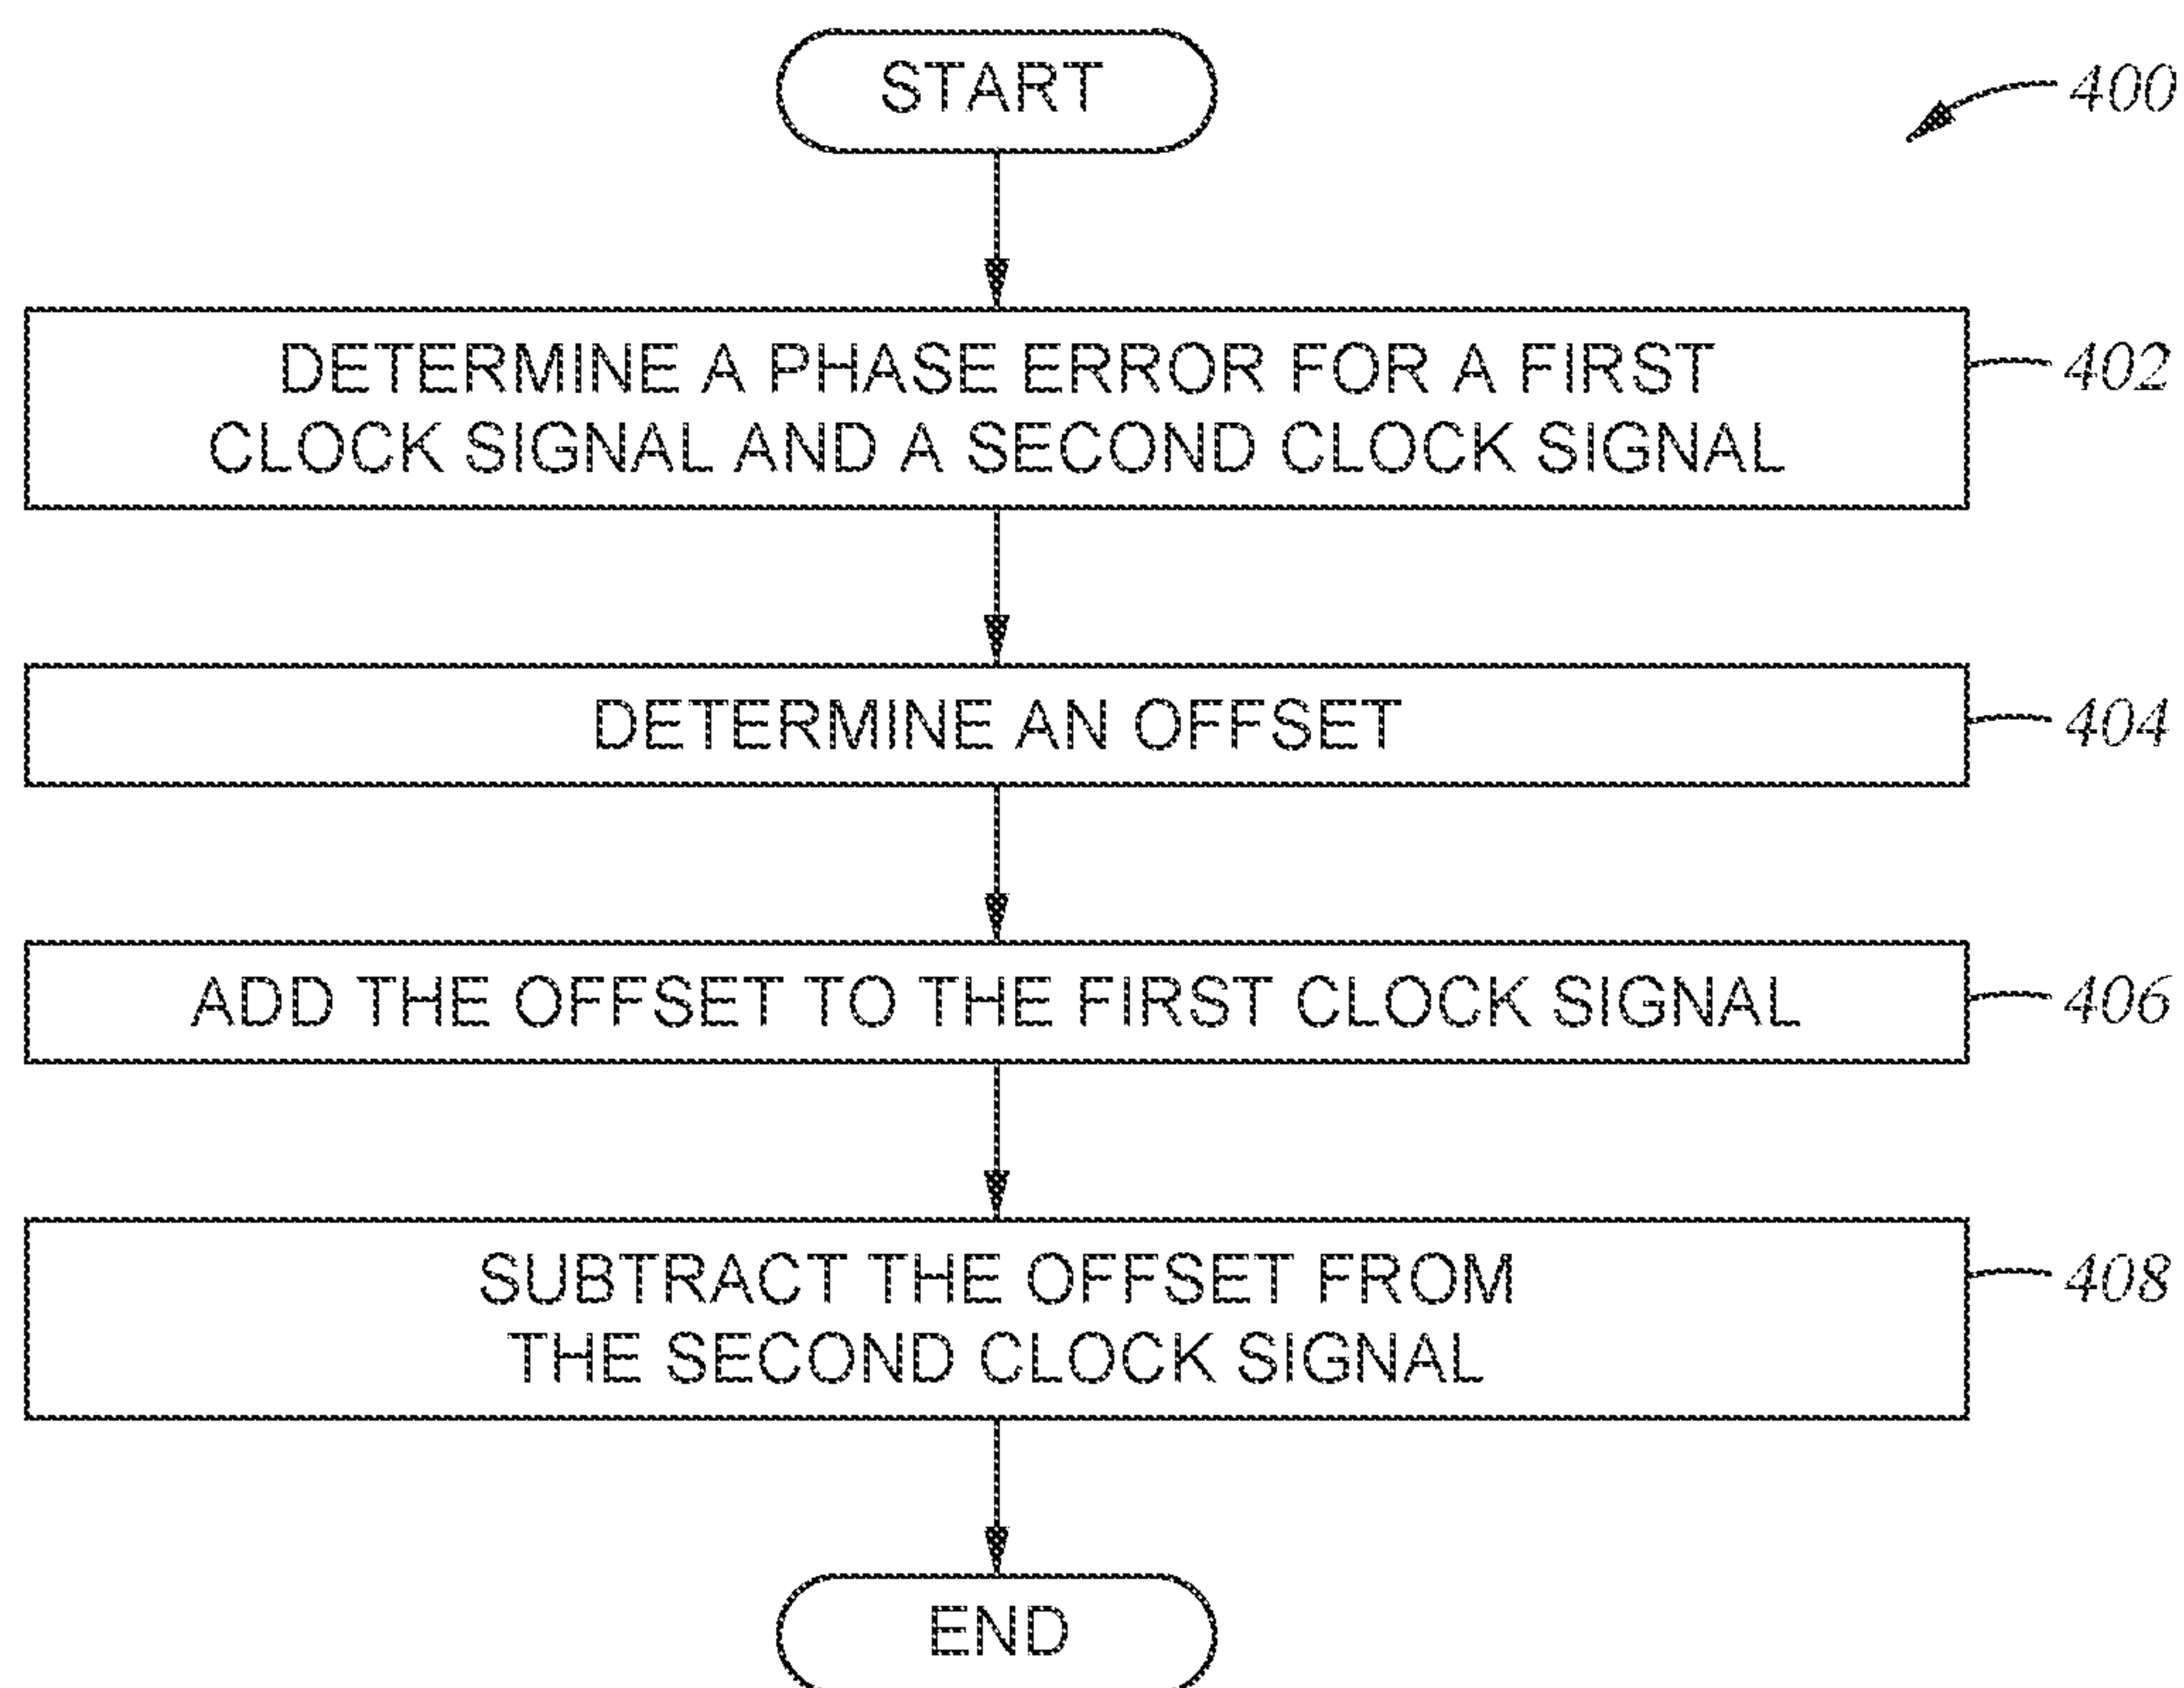 START
400
DETERMINE A PHASE ERROR FOR A FIRST
CLOCK SIGNAL AND A SECOND CLOCK SIGNAL
402
DETERMINE AN OFFSET
404
ADD THE OFFSET TO THE FIRST CLOCK SIGNAL
406
SUBTRACT THE OFFSET FROM
THE SECOND CLOCK SIGNAL
408
END